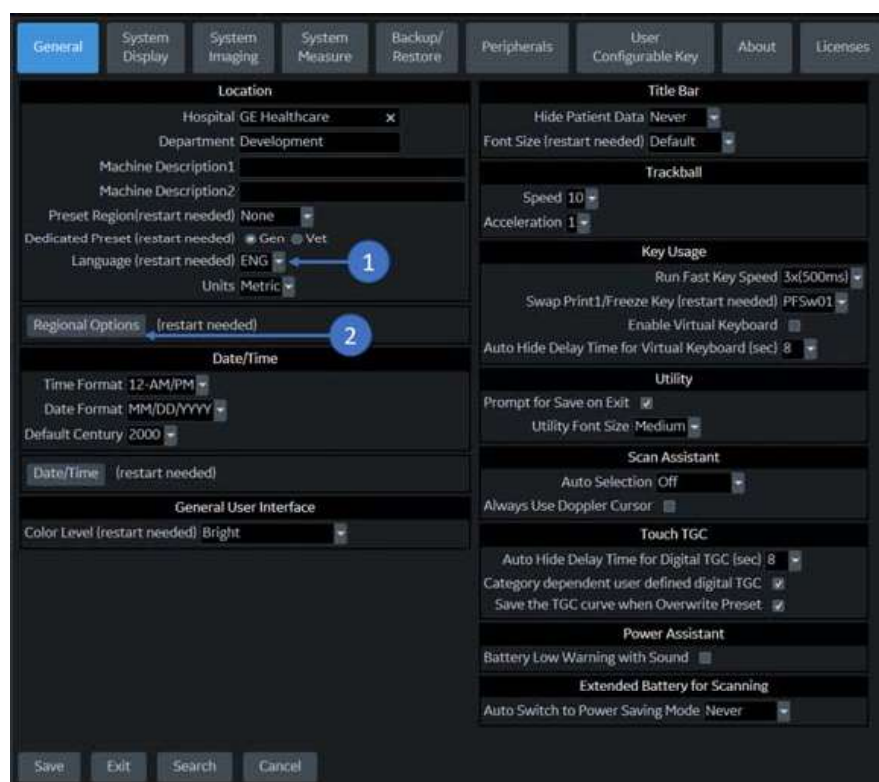 General
System Display
System Imaging
System Measure
Backup/ Restore
Peripherals
User Configurable Key
About
Licenses
Location
Hospital GE Healthcare ×
Department Development
Machine Description1
Machine Description2
Preset Region(restart needed) None
Dedicated Preset (restart needed) Gen Vet
Language (restart needed) ENG
1
Units Metric
Regional Options (restart needed)
2
Date/Time
Time Format 12-AM/PM
Date Format MM/DD/YYYY
Default Century 2000
Date/Time (restart needed)
General User Interface
Color Level (restart needed) Bright
Title Bar
Hide Patient Data Never
Font Size (restart needed) Default
Trackball
Speed 10
Acceleration 1
Key Usage
Run Fast Key Speed 3x(500ms)
Swap Print1/Freeze Key (restart needed) PFSw01
Enable Virtual Keyboard
Auto Hide Delay Time for Virtual Keyboard (sec) 8
Utility
Prompt for Save on Exit
Utility Font Size Medium
Scan Assistant
Auto Selection Off
Always Use Doppler Cursor
Touch TGC
Auto Hide Delay Time for Digital TGC (sec) 8
Category dependent user defined digital TGC
Save the TGC curve when Overwrite Preset
Power Assistant
Battery Low Warning with Sound
Extended Battery for Scanning
Auto Switch to Power Saving Mode Never
Save
Exit
Search
Cancel